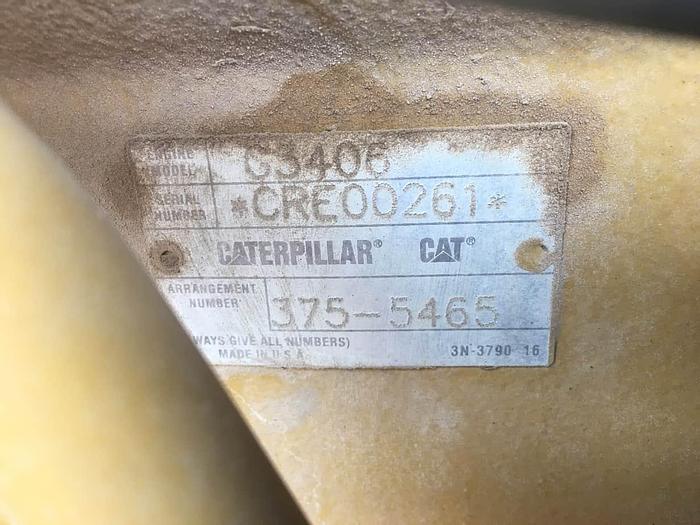 ENGINE MODEL G3406
SERIAL NUMBER *CRE00261*
CATERPILLAR® CAT®
ARRANGEMENT NUMBER 375-5465
WAYS GIVE ALL NUMBERS)
MADE IN U.S.A. 3N-3790 16